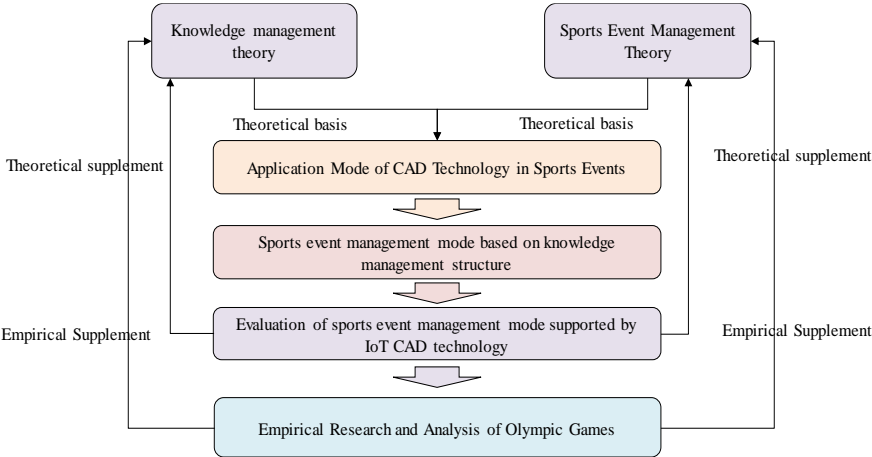 Knowledge management
theory
Sports Event Management
Theory
Theoretical basis
Theoretical basis
Theoretical supplement
Application Mode of CAD Technology in Sports Events
Theoretical supplement
Sports event management mode based on knowledge
management structure
Empirical Supplement
Evaluation of sports event management mode supported by
IoT CAD technology
Empirical Supplement
Empirical Research and Analysis of Olympic Games